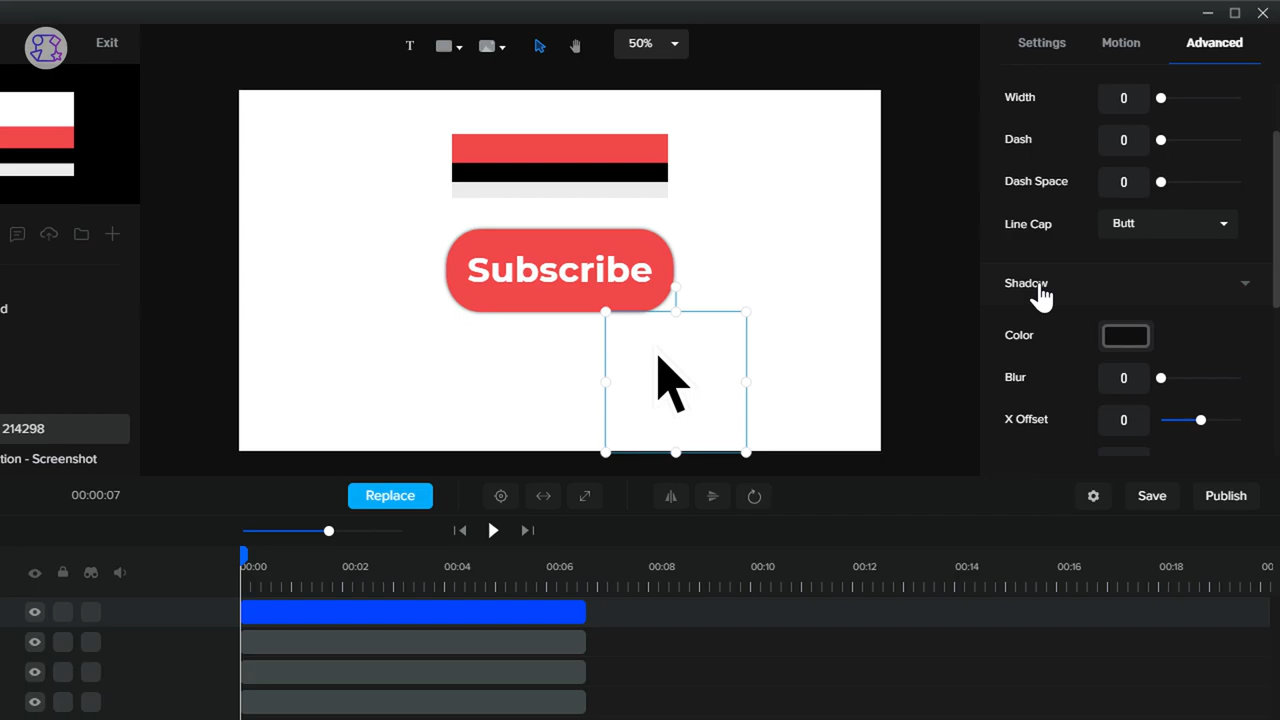 Exit
T
50%
Settings
Motion
Advanced
Width
0
Dash
0
Dash Space
0
Line Cap
Butt
Shadow
Color
Blur
0
X Offset
0
Subscribe
d
214298
tion - Screenshot
00:00:07
Replace
Save
Publish
00:00
00:02
00:04
00:06
00:08
00:10
00:12
00:14
00:16
00:18
00